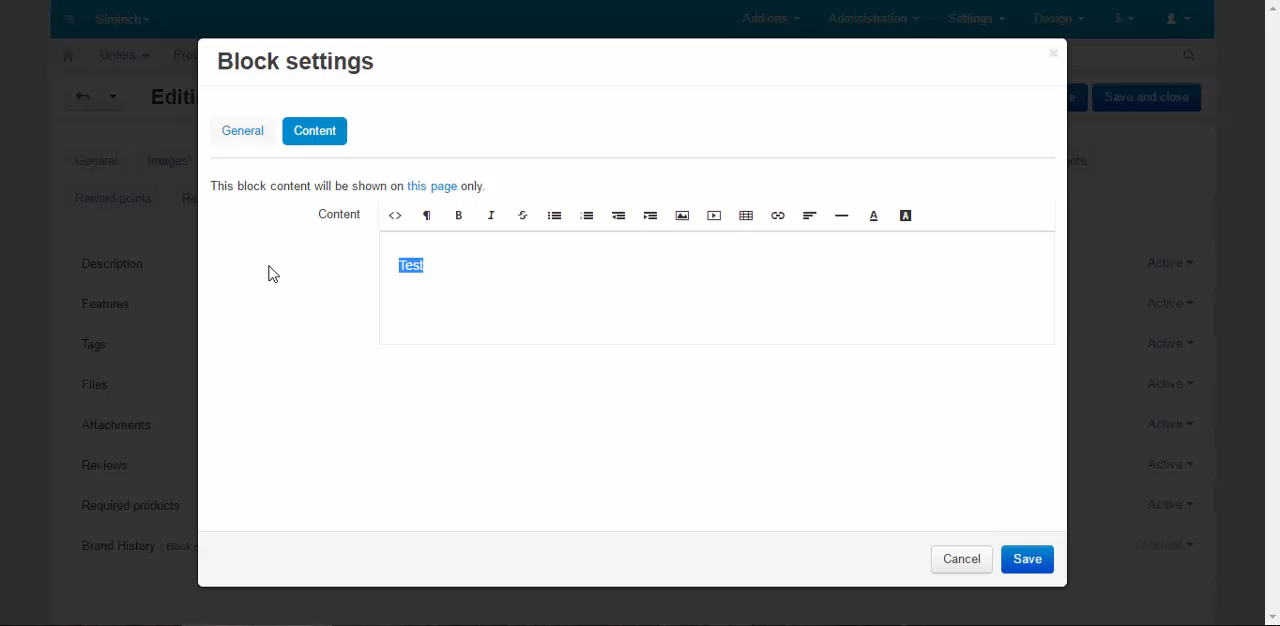 Simtech
Add-ons
Administration
Settings
Design
$
Orders
Block settings
Save and close
General
Content
General
Images
Reward points
This block content will be shown on this page only.
Content
Test
Description
Active
Features
Active
Tags
Active
Files
Active
Attachments
Active
Reviews
Active
Required products
Active
Brand History
Disabled
Cancel
Save